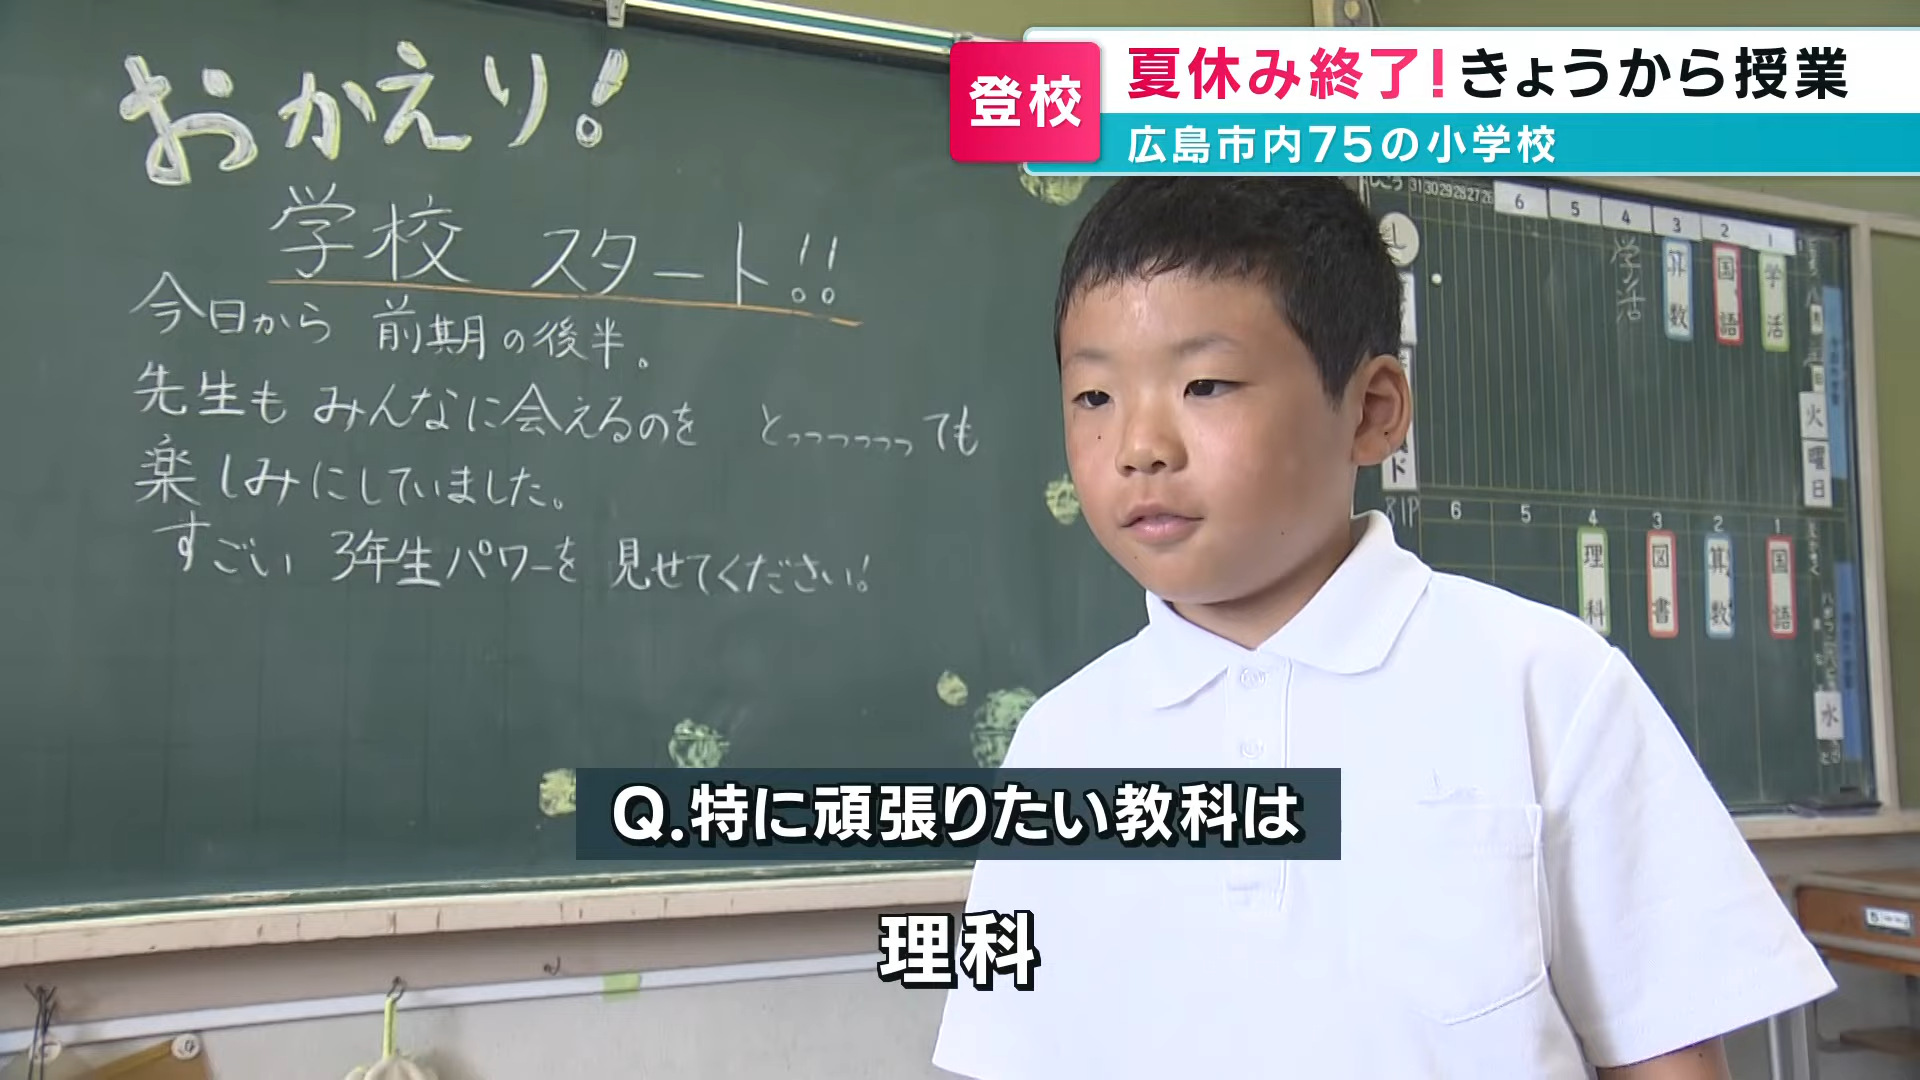 登校
夏休み終了!きょうから授業
広島市内75の小学校
おかえり!
学校 スタート!!
今日から 前期の後半。
先生も みんなに会えるのを とっっっっっっても
楽しみにしていました。
すごい 3年生パワーを 見せてください!
31 30 29 28 27 26
6 5 4 3 2 1
学活
算数
国語
学活
火曜日
6 5 4 3 2 1
理科
図書
算数
国語
水
Q.特に頑張りたい教科は
理科